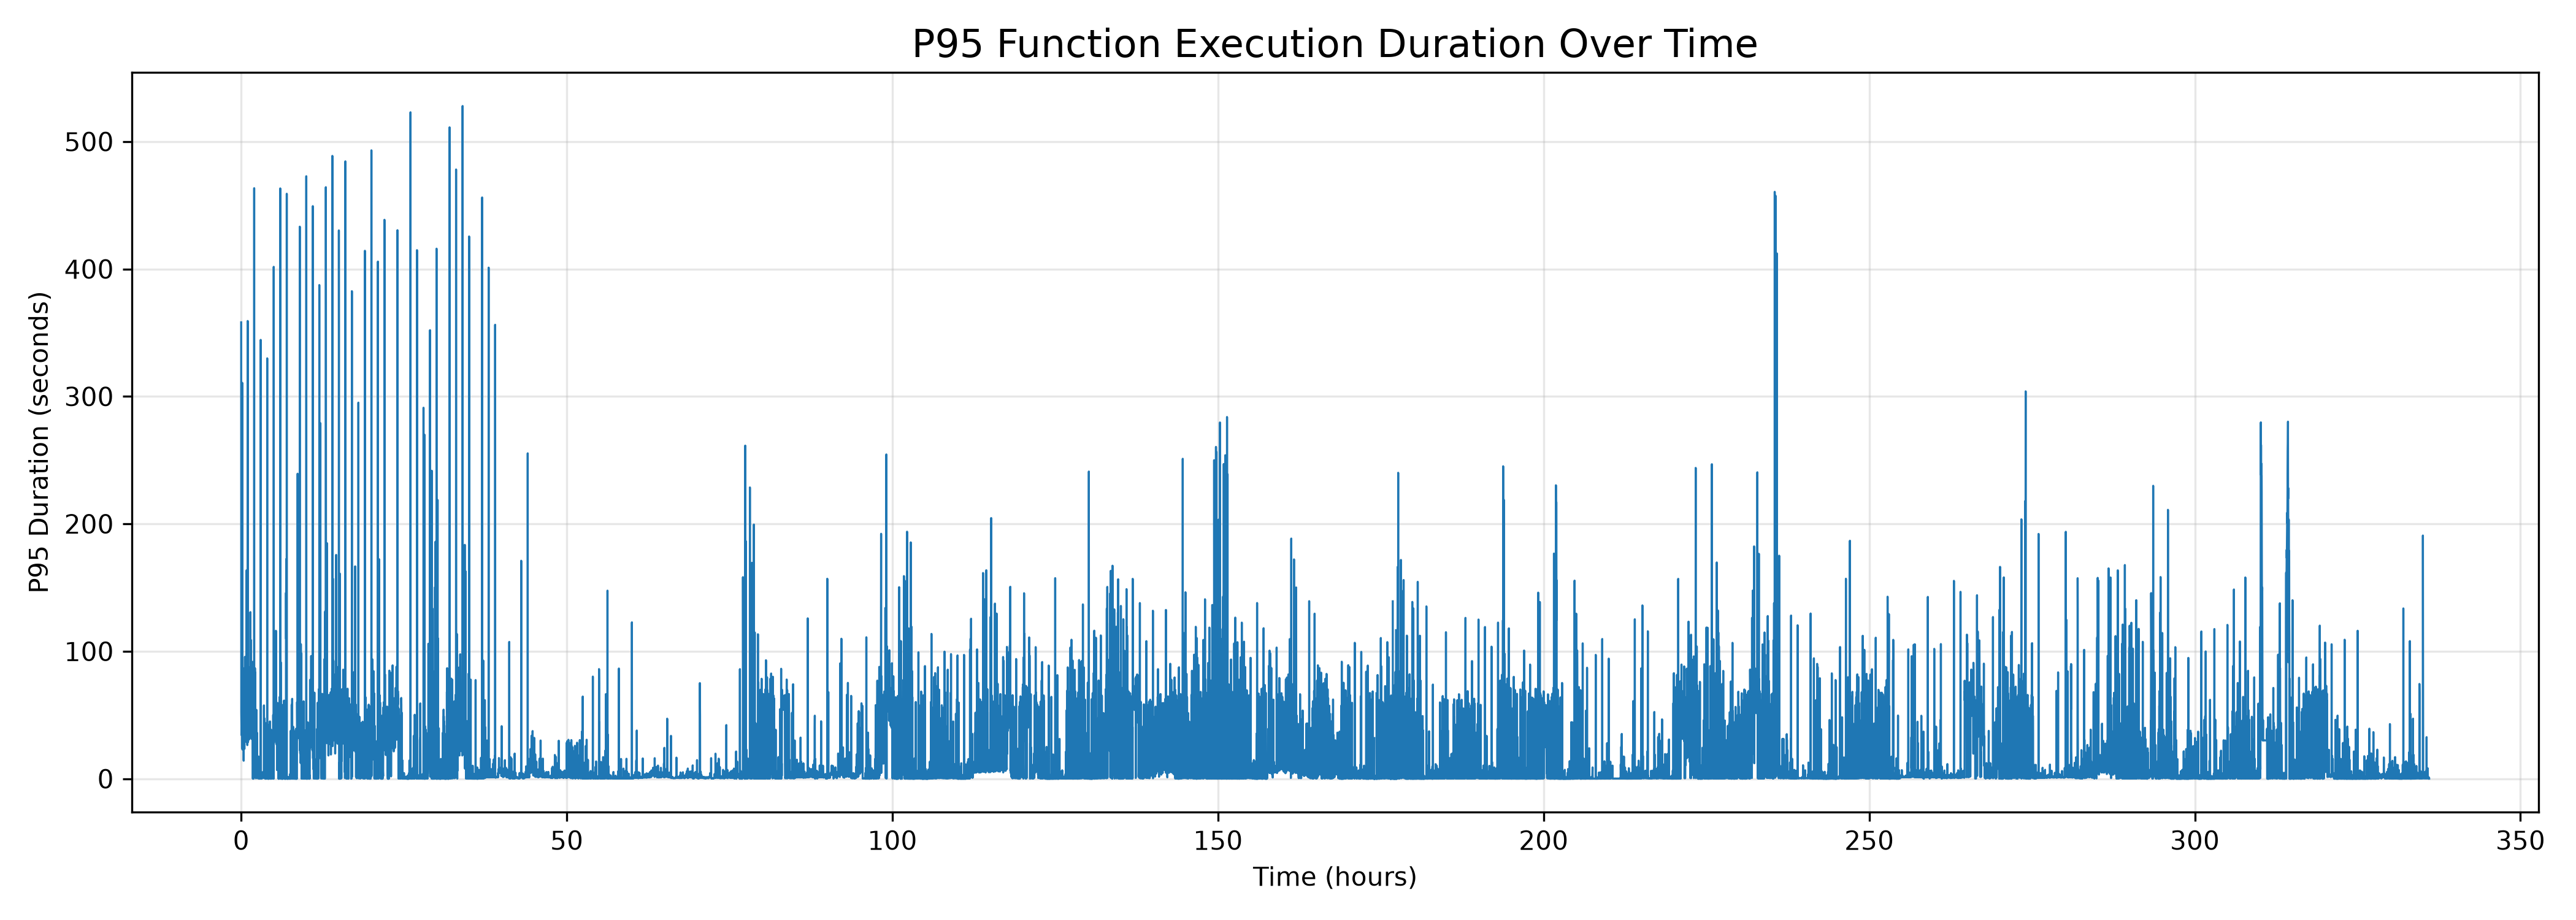 P95 Function Execution Duration Over Time
P95 Duration (seconds)
500
400
300
200
100
0
0 50 100 150 200 250 300 350
Time (hours)